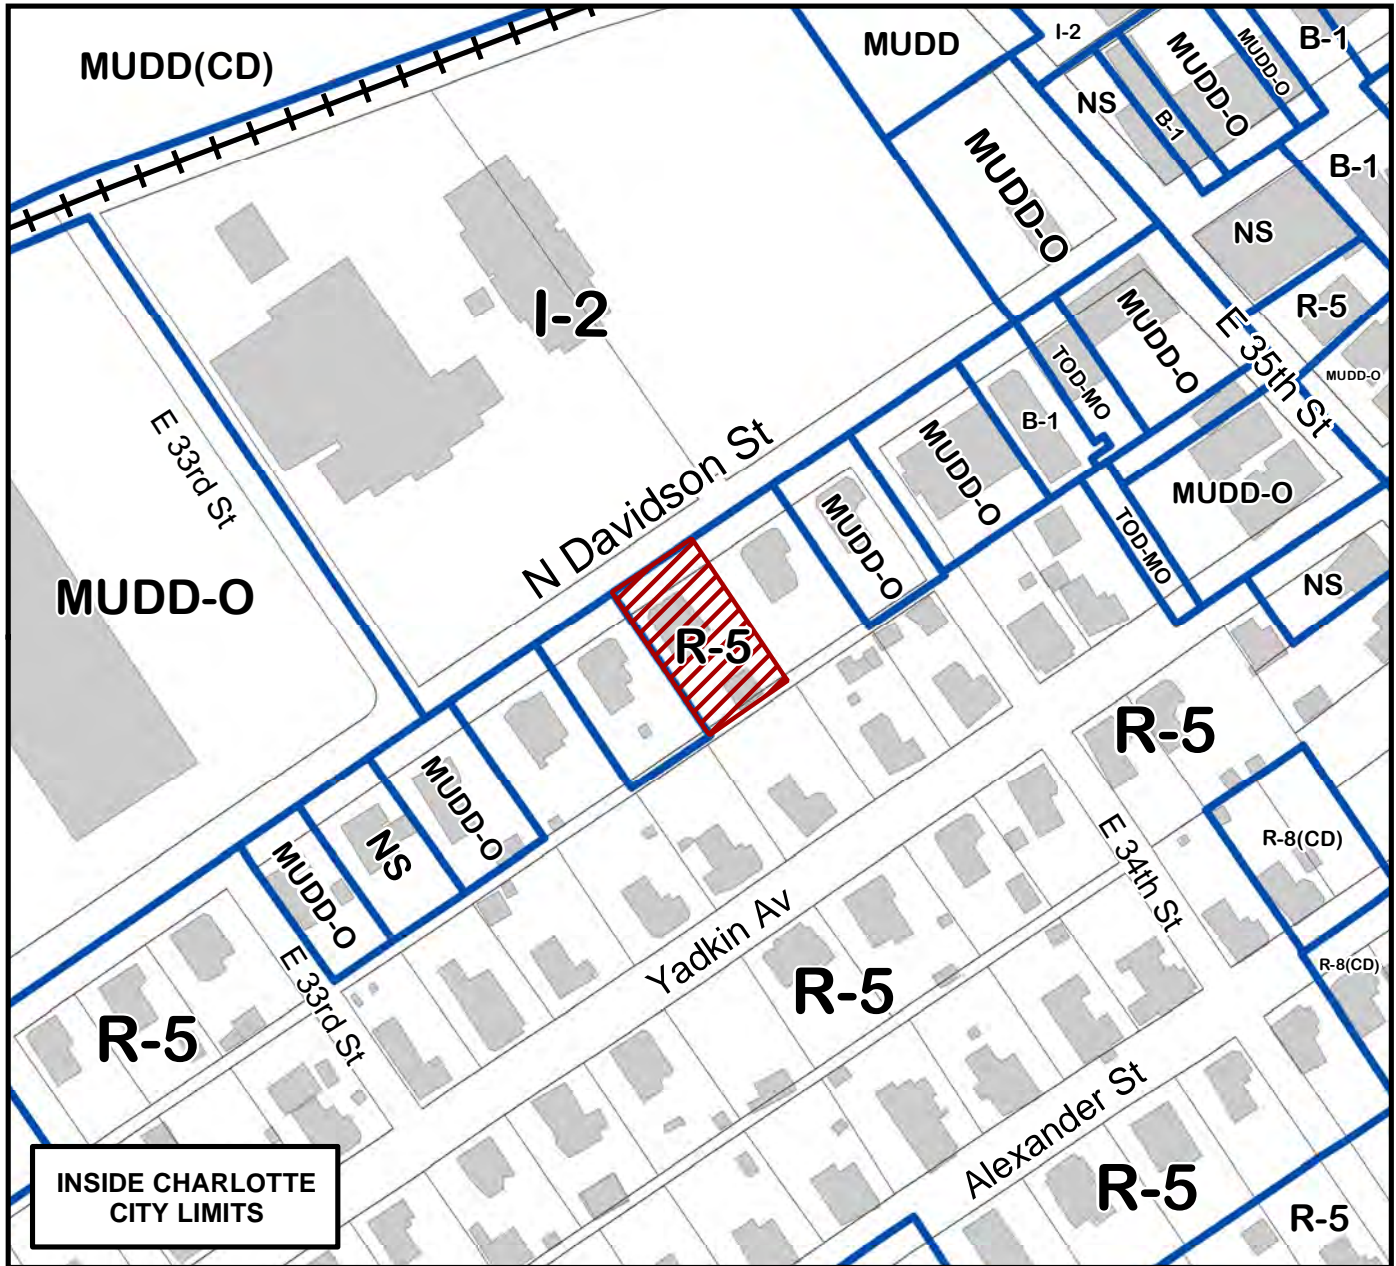 MUDD(CD)
MUDD
I-2
MUDD-O
MUDD-O
B-1
NS
B-1
MUDD-O
B-1
NS
I-2
R-5
E 35th St
MUDD-O
MUDD-O
TOD-MO
B-1
E 33rd St
N Davidson St
MUDD-O
MUDD-O
MUDD-O
TOD-MO
MUDD-O
R-5
NS
R-5
MUDD-O
NS
MUDD-O
E 34th St
R-8(CD)
Yadkin Av
R-5
R-8(CD)
E 33rd St
R-5
Alexander St
R-5
R-5
INSIDE CHARLOTTE
CITY LIMITS